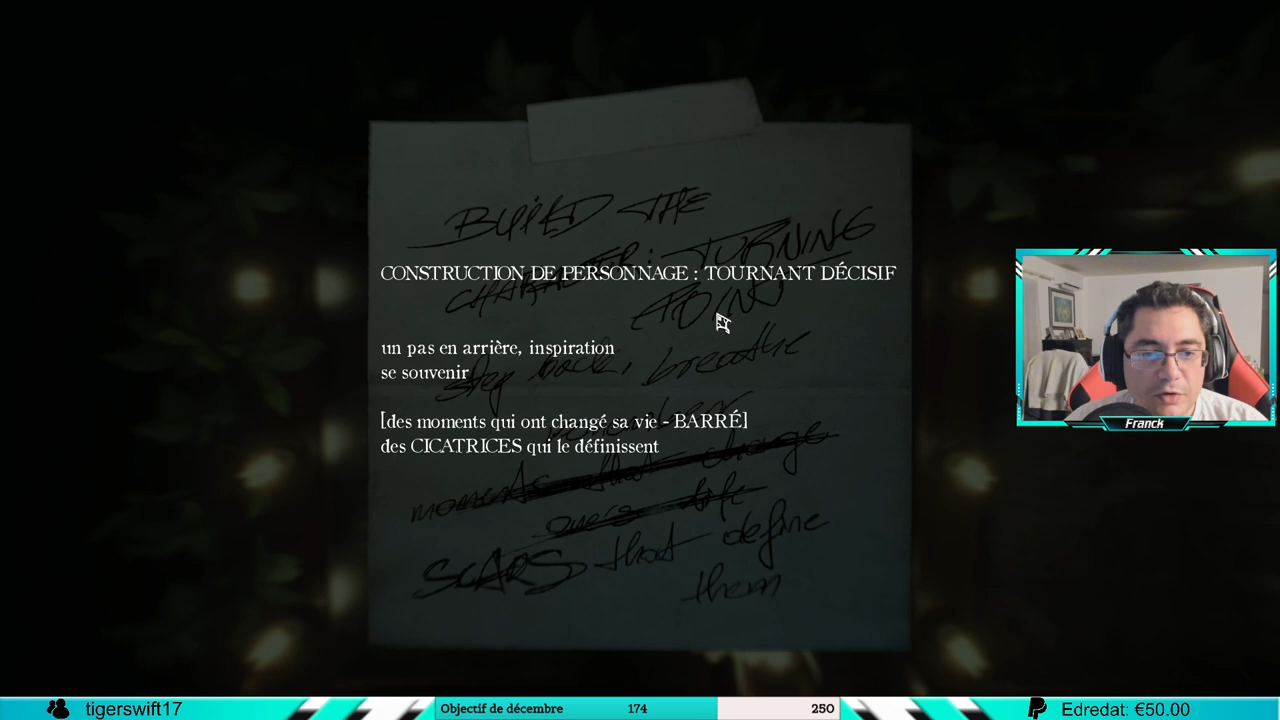 BUILD THE
CHARACTER: TURNING
POINT
CONSTRUCTION DE PERSONNAGE : TOURNANT DÉCISIF
un pas en arrière, inspiration
se souvenir
step back, breathe
remember
[des moments qui ont changé sa vie - BARRÉ]
des CICATRICES qui le définissent
moments that change
one's life
SCARS that define
them
Franck
tigerswift17
Objectif de décembre 174 250
Edredat: €50.00